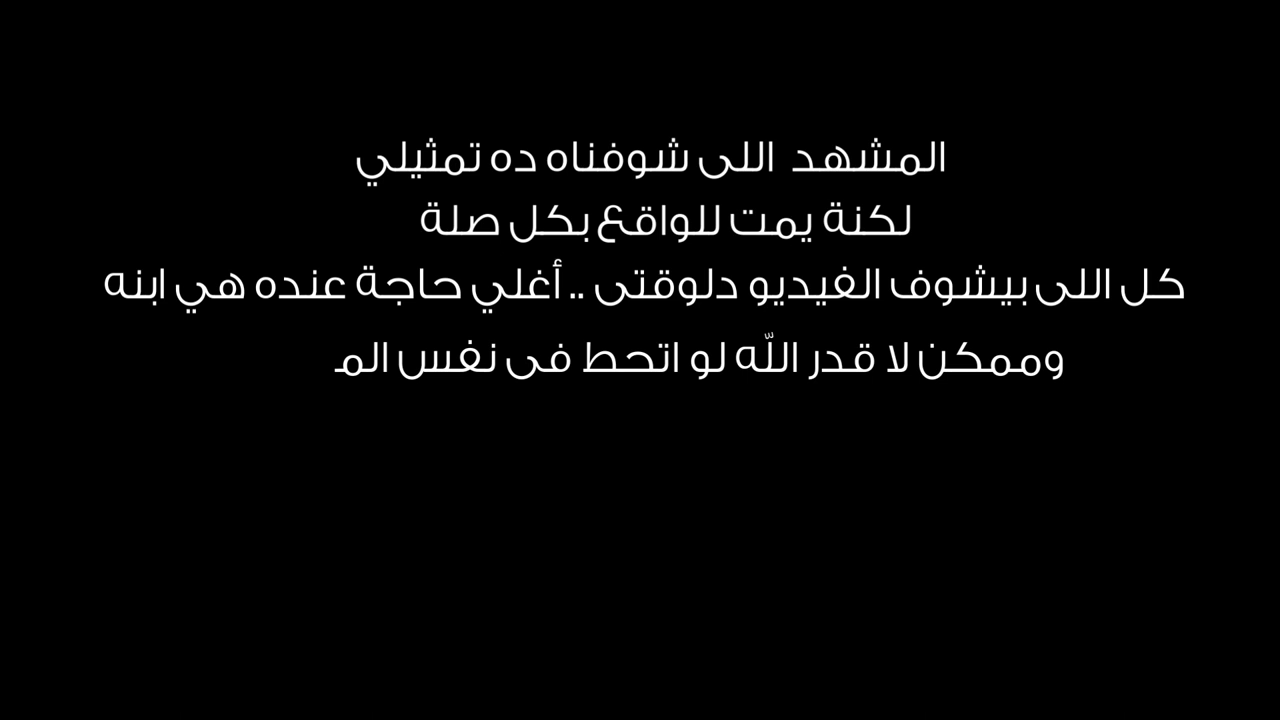 المشهد اللى شوفناه ده تمثيلي
لكنة يمت للواقع بكل صلة
كل اللى بيشوف الفيديو دلوقتى .. أغلي حاجة عنده هي ابنه
وممكن لا قدر الله لو اتحط فى نفس المـ